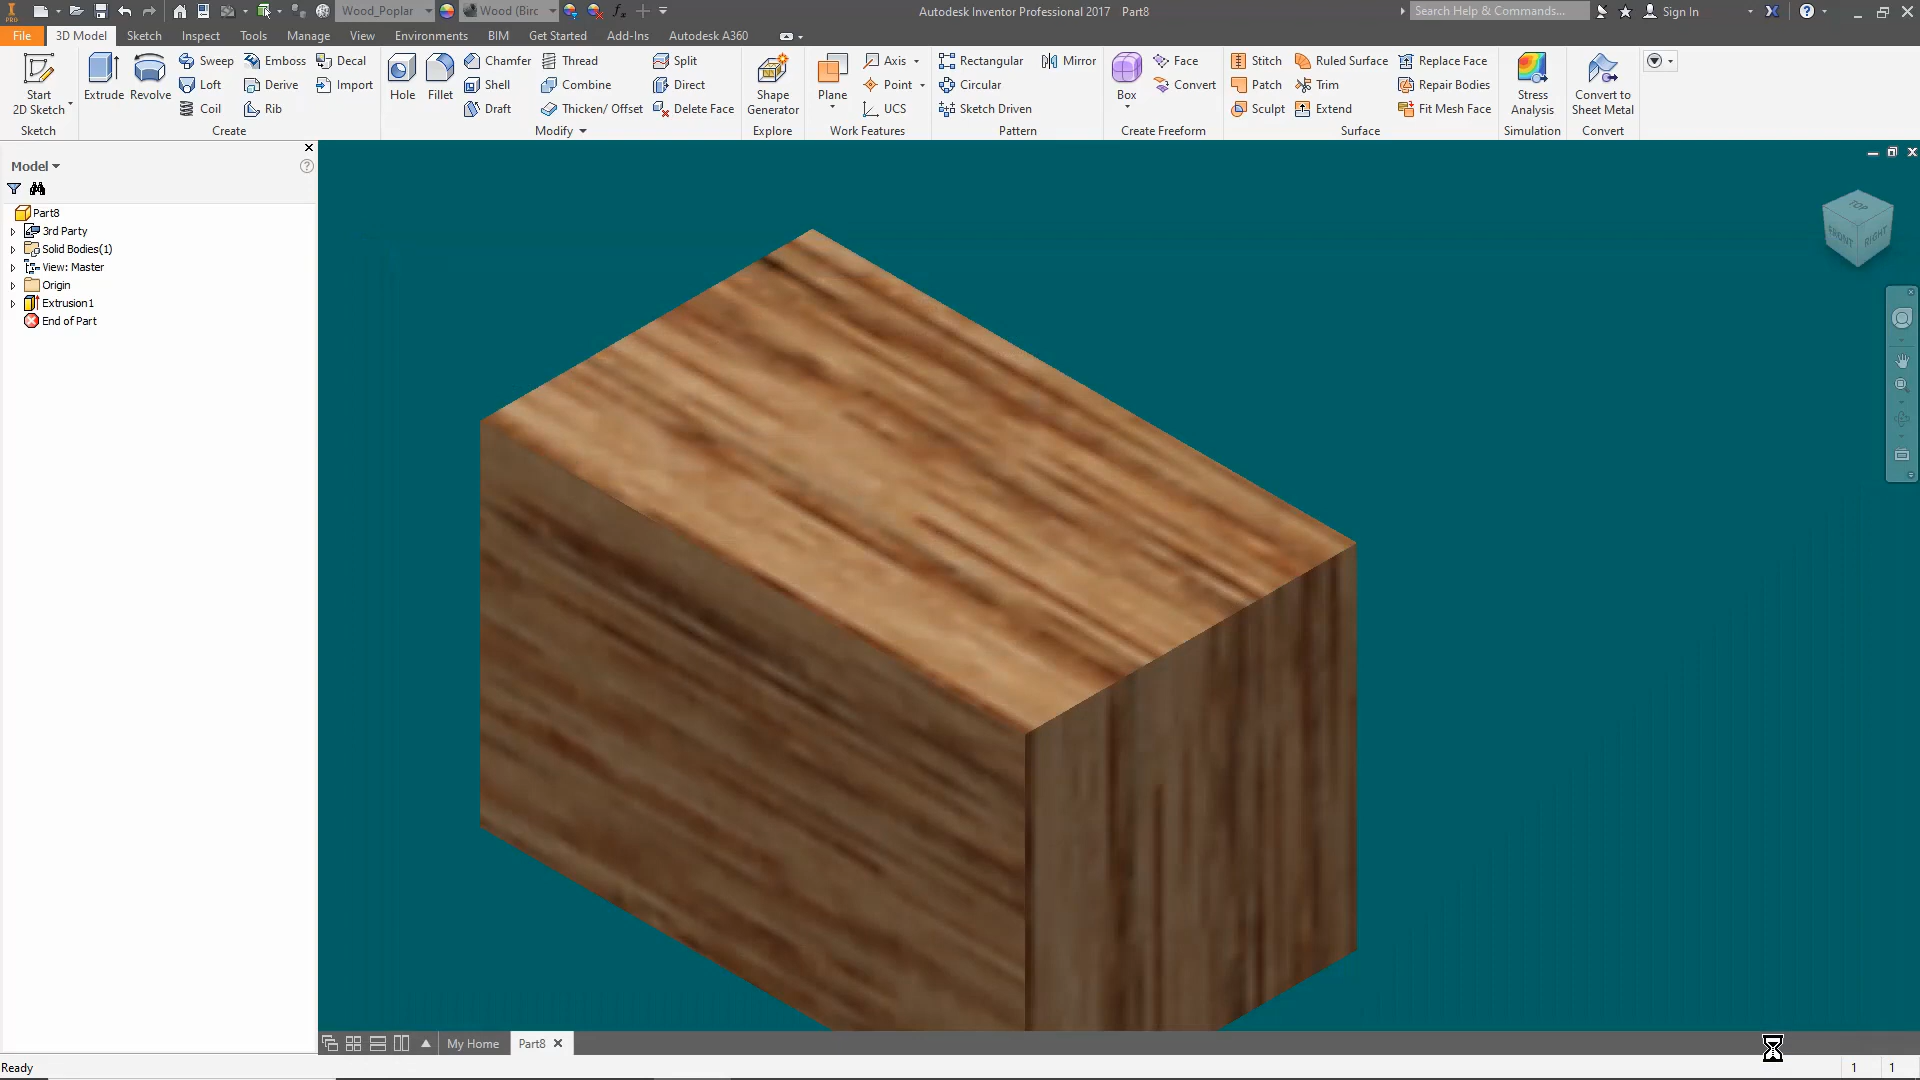 PRO
Wood_Poplar
Wood (Birc
fx
Autodesk Inventor Professional 2017 Part8
Search Help & Commands...
Sign In
File 3D Model Sketch Inspect Tools Manage View Environments BIM Get Started Add-Ins Autodesk A360
Start
2D Sketch
Sketch
Extrude
Revolve
Sweep
Loft
Coil
Emboss
Derive
Rib
Decal
Import
Create
Hole
Fillet
Chamfer
Shell
Draft
Thread
Combine
Thicken/ Offset
Split
Direct
Delete Face
Modify
Shape
Generator
Explore
Plane
Axis
Point
UCS
Work Features
Rectangular
Circular
Sketch Driven
Mirror
Pattern
Box
Face
Convert
Create Freeform
Stitch
Patch
Sculpt
Ruled Surface
Trim
Extend
Replace Face
Repair Bodies
Fit Mesh Face
Surface
Stress
Analysis
Simulation
Convert to
Sheet Metal
Convert
Model
Part8
3rd Party
Solid Bodies(1)
View: Master
Origin
Extrusion1
End of Part
TOP
FRONT
RIGHT
My Home
Part8
Ready
1 1